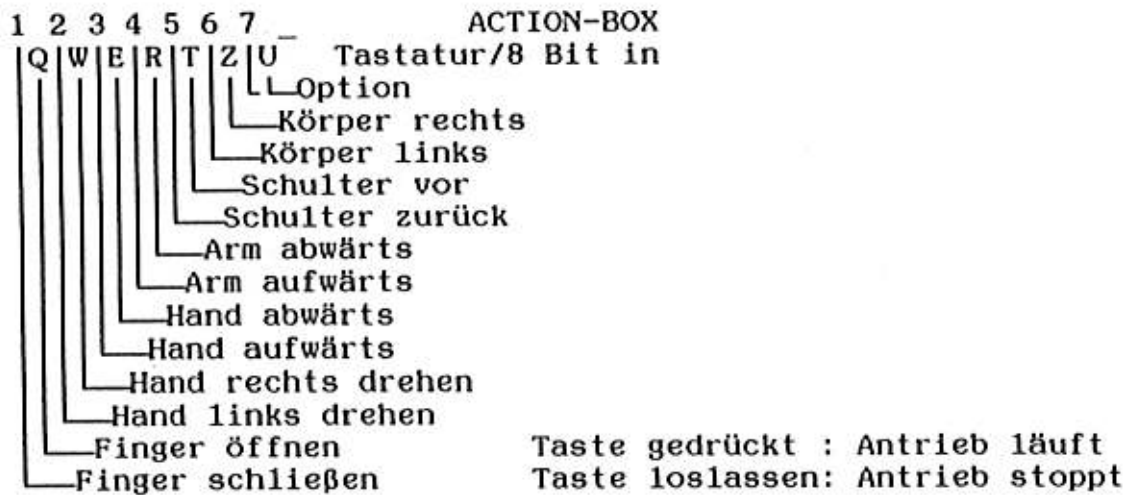 1 2 3 4 5 6 7 _ ACTION-BOX
Q W E R T Z U Tastatur/8 Bit in
Option
Körper rechts
Körper links
Schulter vor
Schulter zurück
Arm abwärts
Arm aufwärts
Hand abwärts
Hand aufwärts
Hand rechts drehen
Hand links drehen
Finger öffnen Taste gedrückt : Antrieb läuft
Finger schließen Taste loslassen: Antrieb stoppt